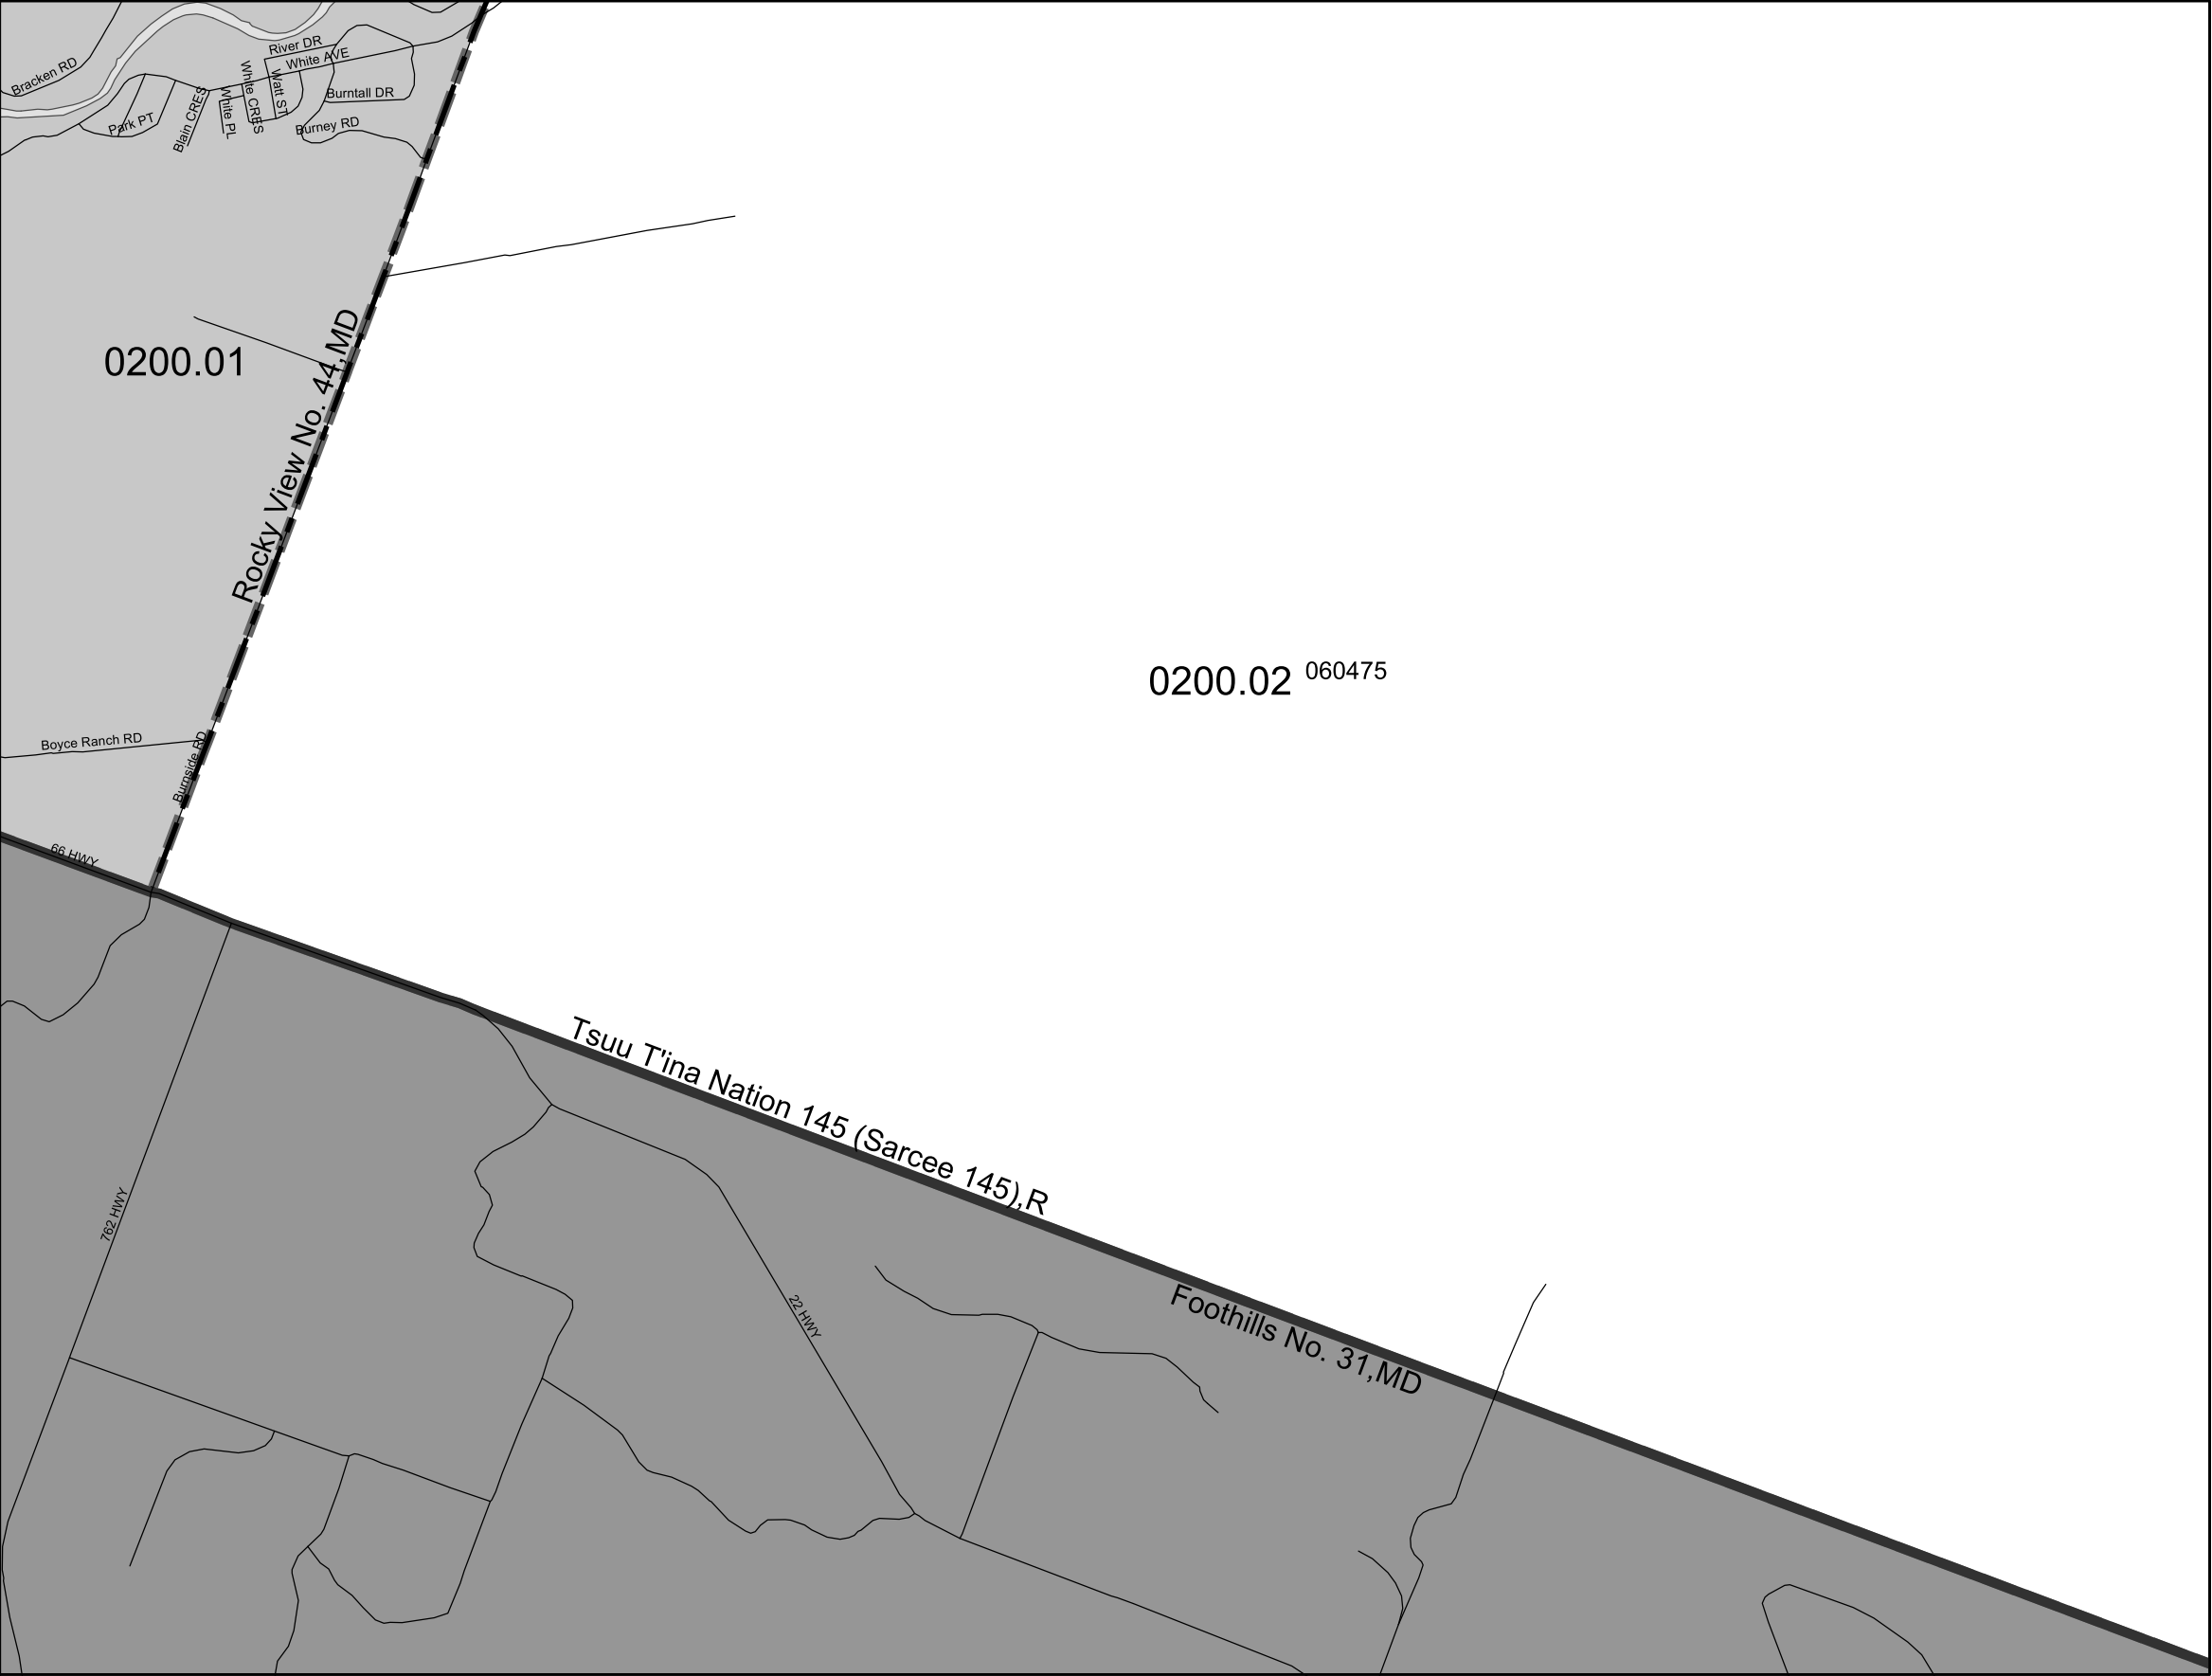 River DR
White AVE
Bracken RD
White CRES
Watt ST
Burntall DR
White PL
Blain CRES
Park PT
Burney RD
0200.01
Rocky View No. 44,MD
0200.02 060475
Boyce Ranch RD
Burnside RD
66 HWY
Tsuu T'ina Nation 145 (Sarcee 145),R
762 HWY
22 HWY
Foothills No. 31,MD